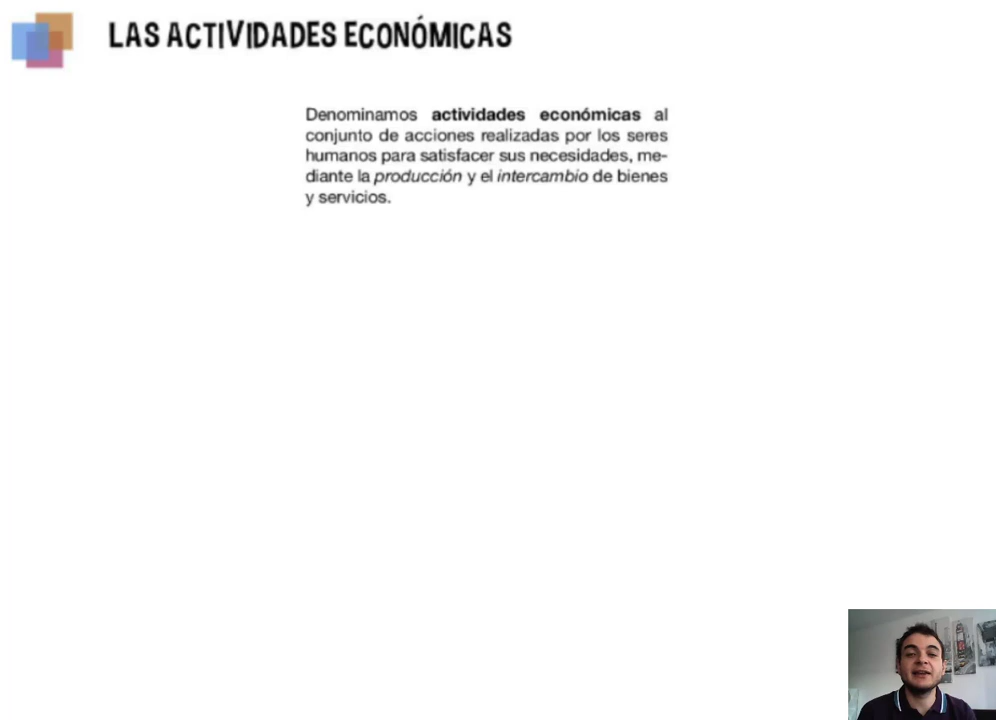 LAS ACTIVIDADES ECONÓMICAS
Denominamos actividades económicas al
conjunto de acciones realizadas por los seres
humanos para satisfacer sus necesidades, me-
diante la producción y el intercambio de bienes
y servicios.